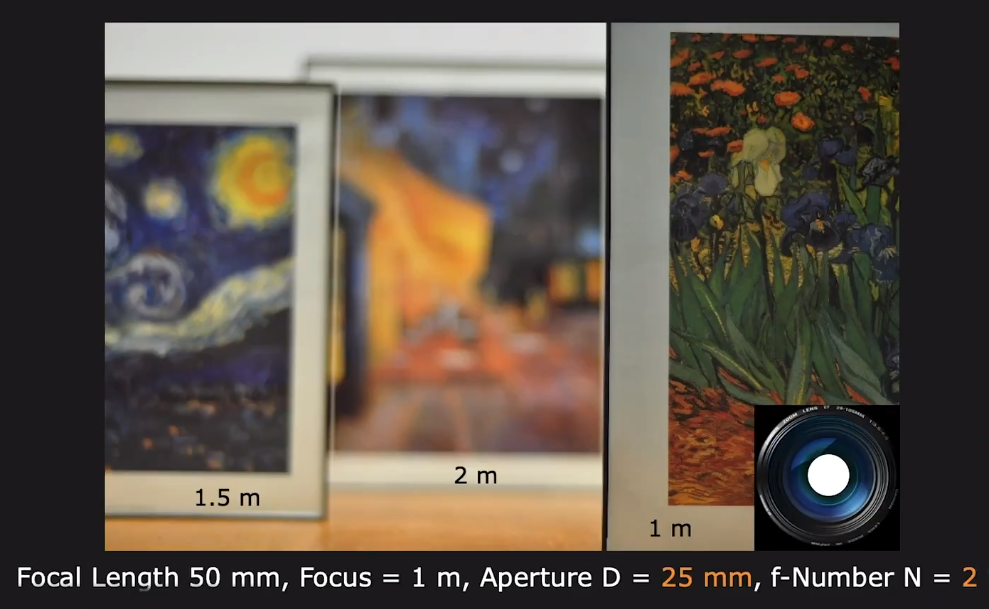 1.5 m
2 m
1 m
Focal Length 50 mm, Focus = 1 m, Aperture D = 25 mm, f-Number N = 2